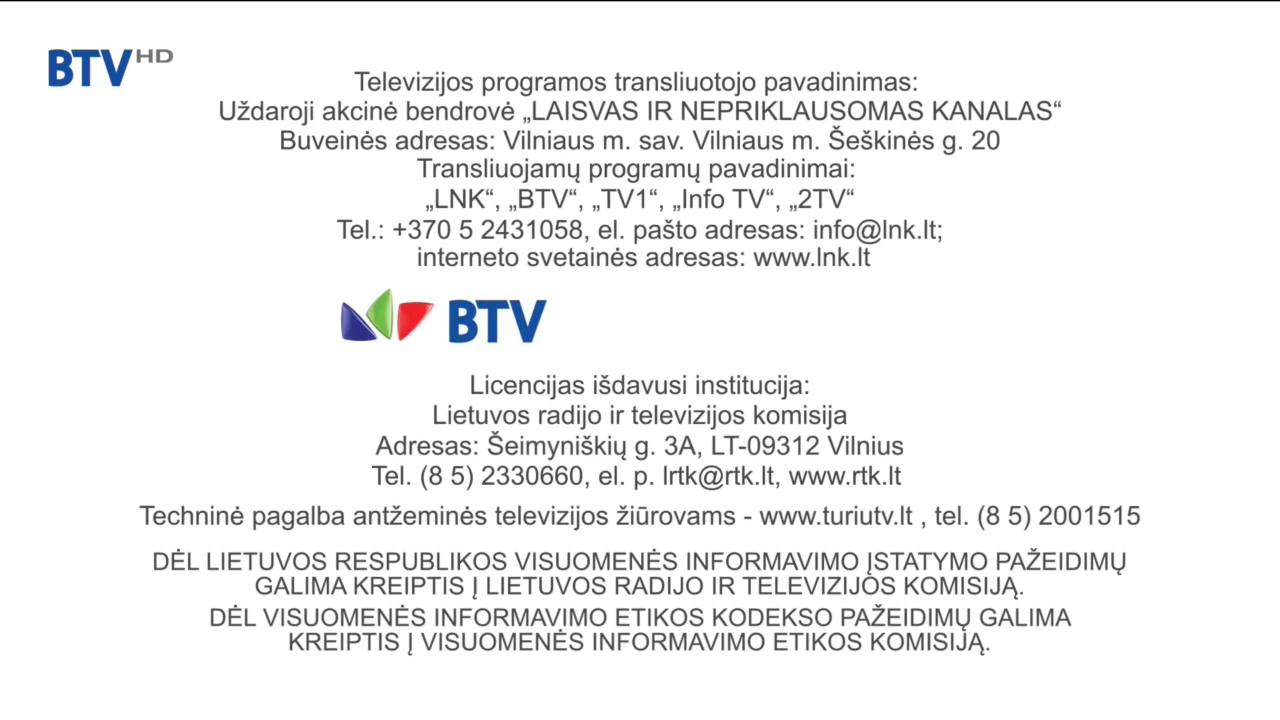 BTV HD
Televizijos programos transliuotojo pavadinimas:
Uždaroji akcinė bendrovė „LAISVAS IR NEPRIKLAUSOMAS KANALAS“
Buveinės adresas: Vilniaus m. sav. Vilniaus m. Šeškinės g. 20
Transliuojamų programų pavadinimai:
„LNK“, „BTV“, „TV1“, „Info TV“, „2TV“
Tel.: +370 5 2431058, el. pašto adresas: info@lnk.lt;
interneto svetainės adresas: www.lnk.lt
BTV
Licencijas išdavusi institucija:
Lietuvos radijo ir televizijos komisija
Adresas: Šeimyniškių g. 3A, LT-09312 Vilnius
Tel. (8 5) 2330660, el. p. lrtk@rtk.lt, www.rtk.lt
Techninė pagalba antžeminės televizijos žiūrovams - www.turiutv.lt , tel. (8 5) 2001515
DĖL LIETUVOS RESPUBLIKOS VISUOMENĖS INFORMAVIMO ĮSTATYMO PAŽEIDIMŲ
GALIMA KREIPTIS Į LIETUVOS RADIJO IR TELEVIZIJOS KOMISIJĄ.
DĖL VISUOMENĖS INFORMAVIMO ETIKOS KODEKSO PAŽEIDIMŲ GALIMA
KREIPTIS Į VISUOMENĖS INFORMAVIMO ETIKOS KOMISIJĄ.